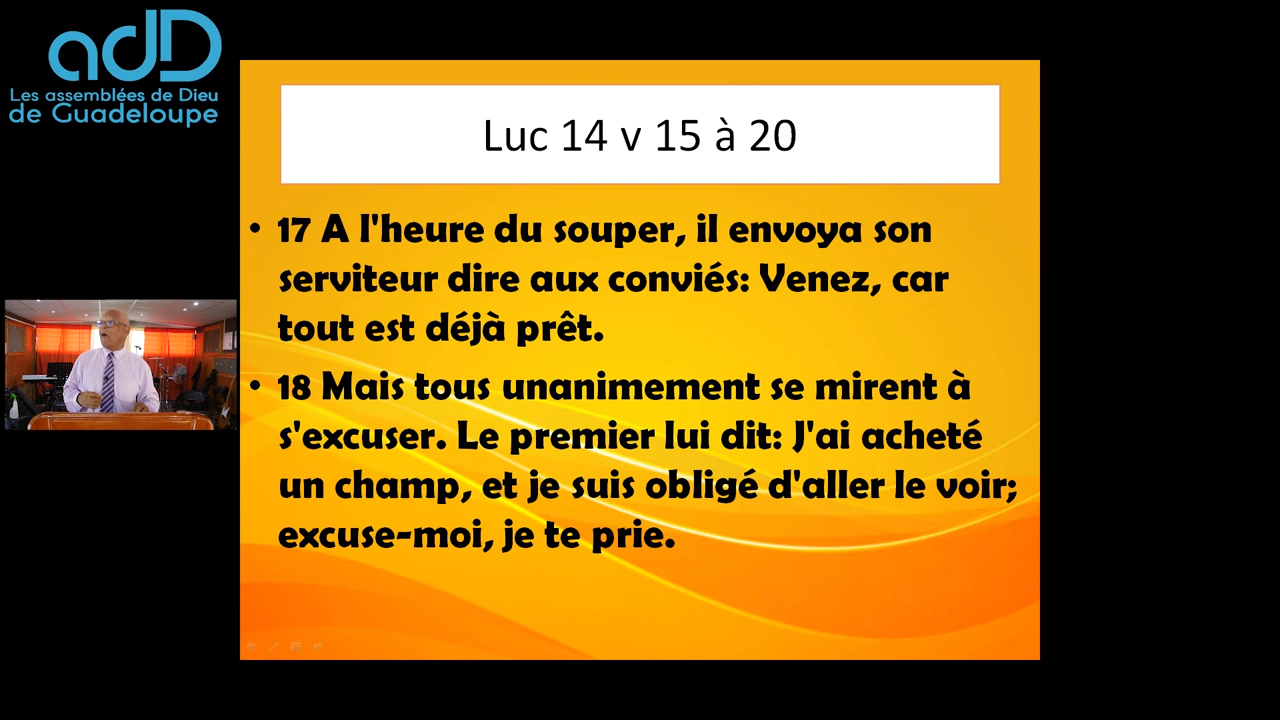 adD
Les assemblées de Dieu
de Guadeloupe
Luc 14 v 15 à 20
• 17 A l'heure du souper, il envoya son
serviteur dire aux conviés: Venez, car
tout est déjà prêt.
• 18 Mais tous unanimement se mirent à
s'excuser. Le premier lui dit: J'ai acheté
un champ, et je suis obligé d'aller le voir;
excuse-moi, je te prie.